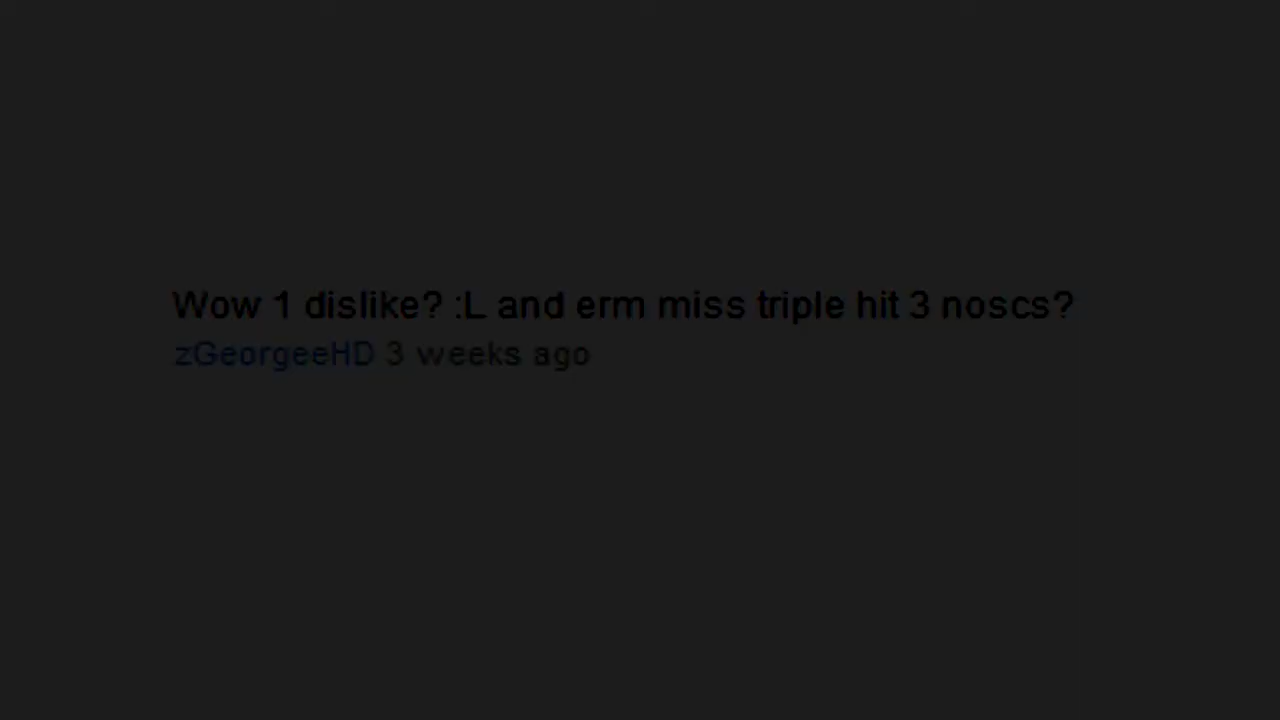 Wow 1 dislike? :L and erm miss triple hit 3 noscs?
zGeorgeeHD 3 weeks ago